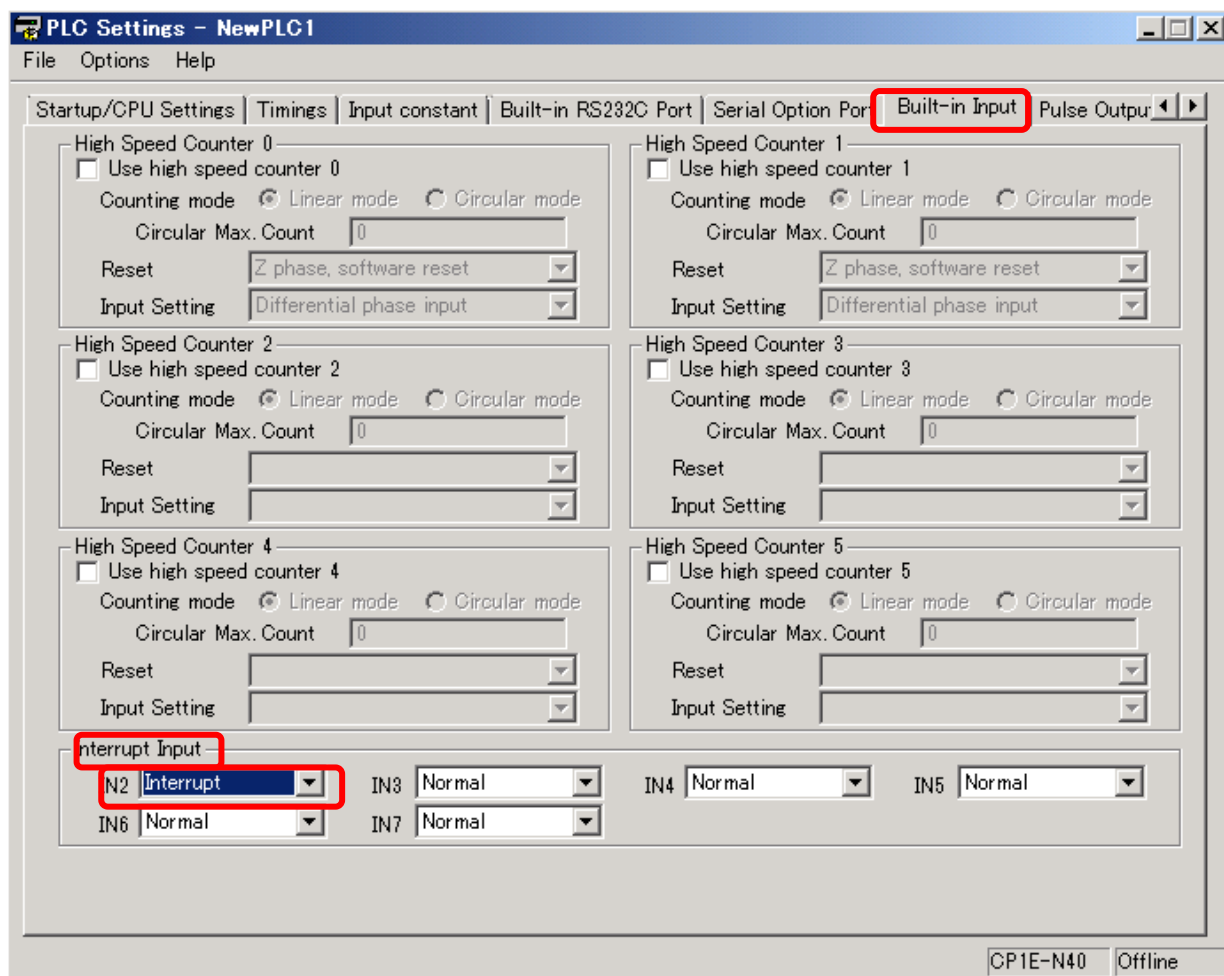 PLC Settings - NewPLC1
File Options Help
Startup/CPU Settings Timings Input constant Built-in RS232C Port Serial Option Port Built-in Input Pulse Outpu
High Speed Counter 0
Use high speed counter 0
Counting mode Linear mode Circular mode
Circular Max. Count 0
Reset Z phase, software reset
Input Setting Differential phase input
High Speed Counter 1
Use high speed counter 1
Counting mode Linear mode Circular mode
Circular Max. Count 0
Reset Z phase, software reset
Input Setting Differential phase input
High Speed Counter 2
Use high speed counter 2
Counting mode Linear mode Circular mode
Circular Max. Count 0
Reset
Input Setting
High Speed Counter 3
Use high speed counter 3
Counting mode Linear mode Circular mode
Circular Max. Count 0
Reset
Input Setting
High Speed Counter 4
Use high speed counter 4
Counting mode Linear mode Circular mode
Circular Max. Count 0
Reset
Input Setting
High Speed Counter 5
Use high speed counter 5
Counting mode Linear mode Circular mode
Circular Max. Count 0
Reset
Input Setting
Interrupt Input
IN2 Interrupt IN3 Normal IN4 Normal IN5 Normal
IN6 Normal IN7 Normal
CP1E-N40 Offline